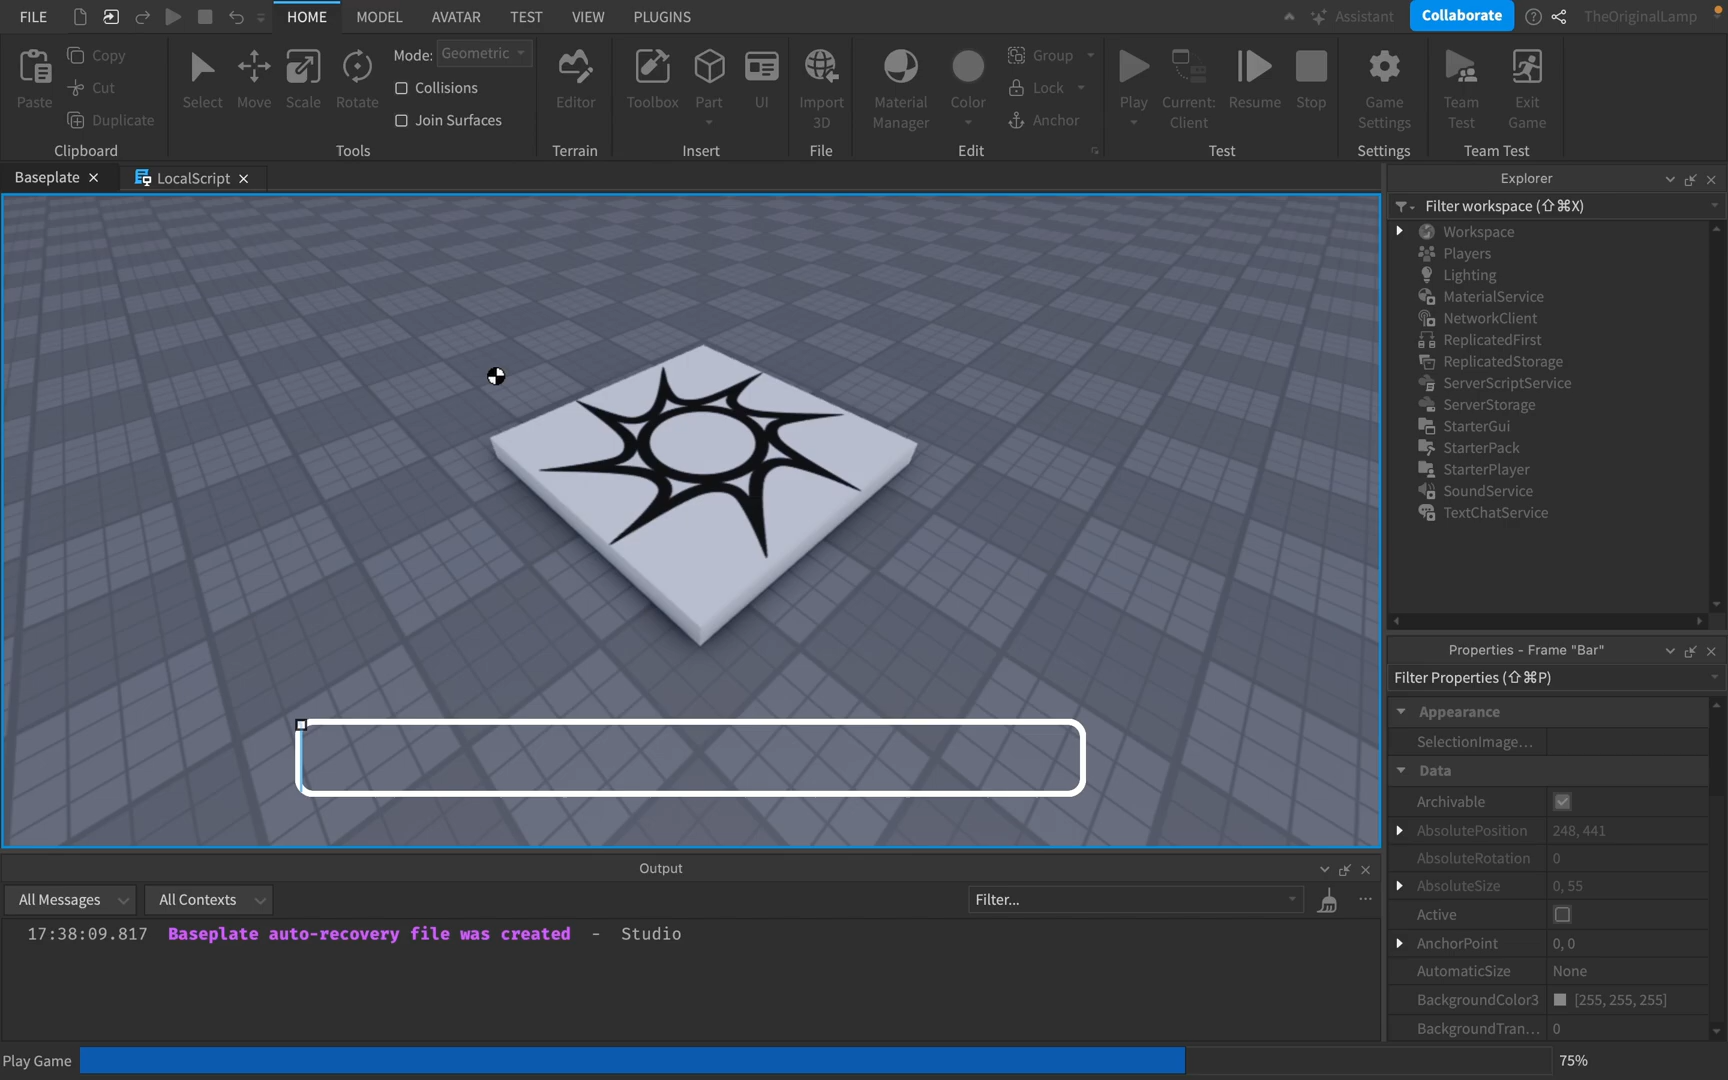 FILE HOME MODEL AVATAR TEST VIEW PLUGINS Assistant Collaborate TheOriginalLamp
Paste Copy Cut Duplicate
Select Move Scale Rotate
Mode: Geometric
Collisions
Join Surfaces
Editor
Toolbox Part UI
Import 3D
Material Manager Color
Group
Lock
Anchor
Play Current: Client Resume Stop
Game Settings
Team Test Exit Game
Clipboard Tools Terrain Insert File Edit Test Settings Team Test
Baseplate LocalScript
Explorer
Filter workspace (⇧⌘X)
Workspace
Players
Lighting
MaterialService
NetworkClient
ReplicatedFirst
ReplicatedStorage
ServerScriptService
ServerStorage
StarterGui
StarterPack
StarterPlayer
SoundService
TextChatService
Properties - Frame "Bar"
Filter Properties (⇧⌘P)
Appearance
SelectionImage...
Data
Archivable
AbsolutePosition 248, 441
AbsoluteRotation 0
AbsoluteSize 0, 55
Active
AnchorPoint 0, 0
AutomaticSize None
BackgroundColor3 [255, 255, 255]
BackgroundTran... 0
Output
All Messages All Contexts Filter...
17:38:09.817 Baseplate auto-recovery file was created - Studio
Play Game 75%